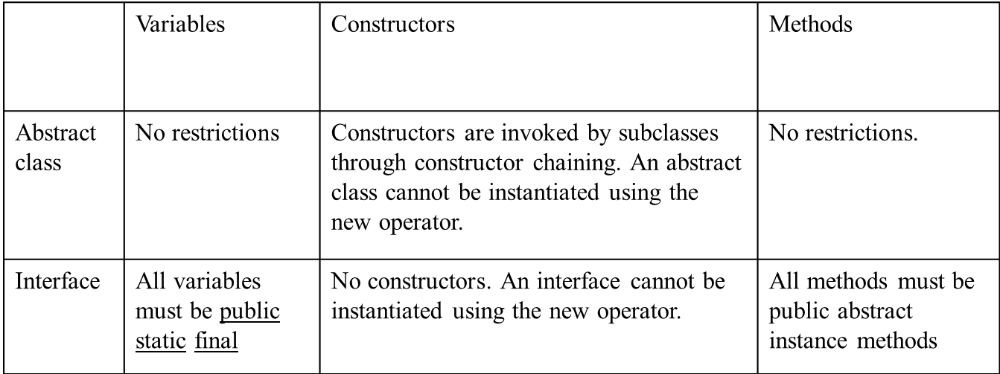 Variables
Constructors
Methods
Abstract
class
No restrictions
Constructors are invoked by subclasses
through constructor chaining. An abstract
class cannot be instantiated using the
new operator.
No restrictions.
Interface
All variables
must be public
static final
No constructors. An interface cannot be
instantiated using the new operator.
All methods must be
public abstract
instance methods